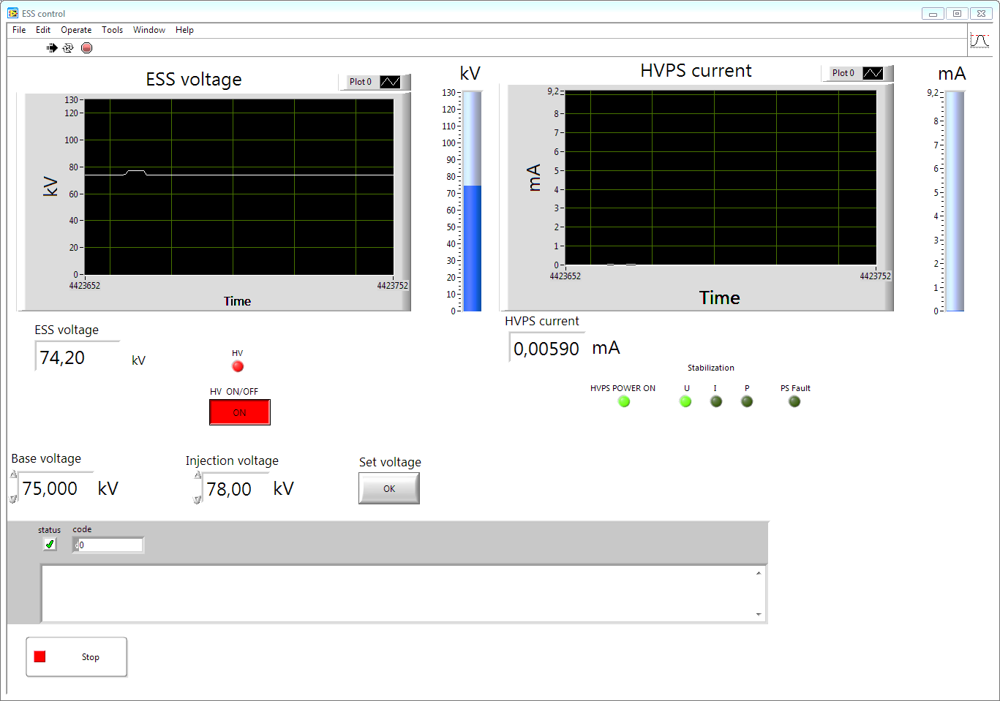 ESS control
File Edit Operate Tools Window Help
ESS voltage
Plot 0
kV
130
120
100
80
60
40
20
0
kV
4423652 4423752
Time
130
120
110
100
90
80
70
60
50
40
30
20
10
0
HVPS current
Plot 0
mA
9,2
8
7
6
5
4
3
2
1
0
mA
4423652 4423752
Time
9,2
8
7
6
5
4
3
2
1
0
ESS voltage
74,20 kV
HV
HV ON/OFF
ON
HVPS current
0,00590 mA
Stabilization
HVPS POWER ON U I P PS Fault
Base voltage
75,000 kV
Injection voltage
78,00 kV
Set voltage
OK
status code
d0
Stop